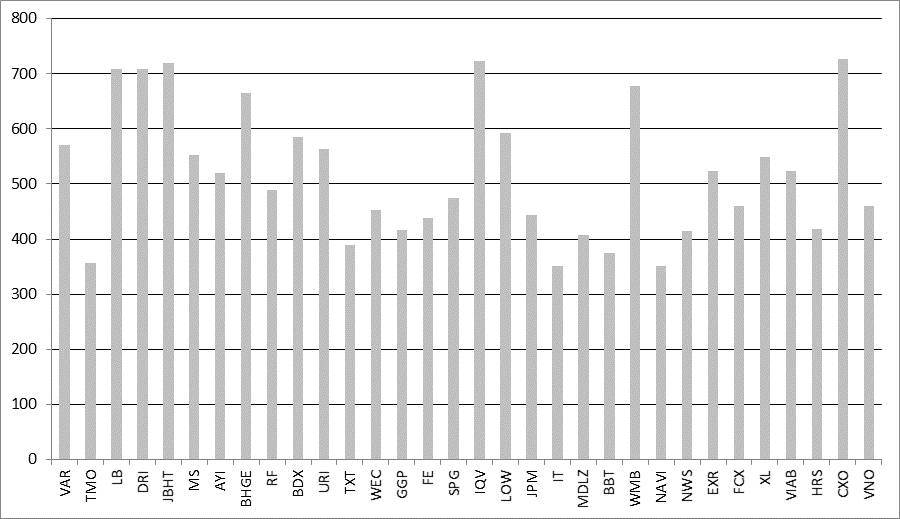 800
700
600
500
400
300
200
100
0
VAR
TMO
LB
DRI
JBHT
MS
AYI
BHGE
RF
BDX
URI
TXT
WEC
GGP
FE
SPG
IQV
LOW
JPM
IT
MDLZ
BBT
WMB
NAVI
NWS
EXR
FCX
XL
VIAB
HRS
CXO
VNO